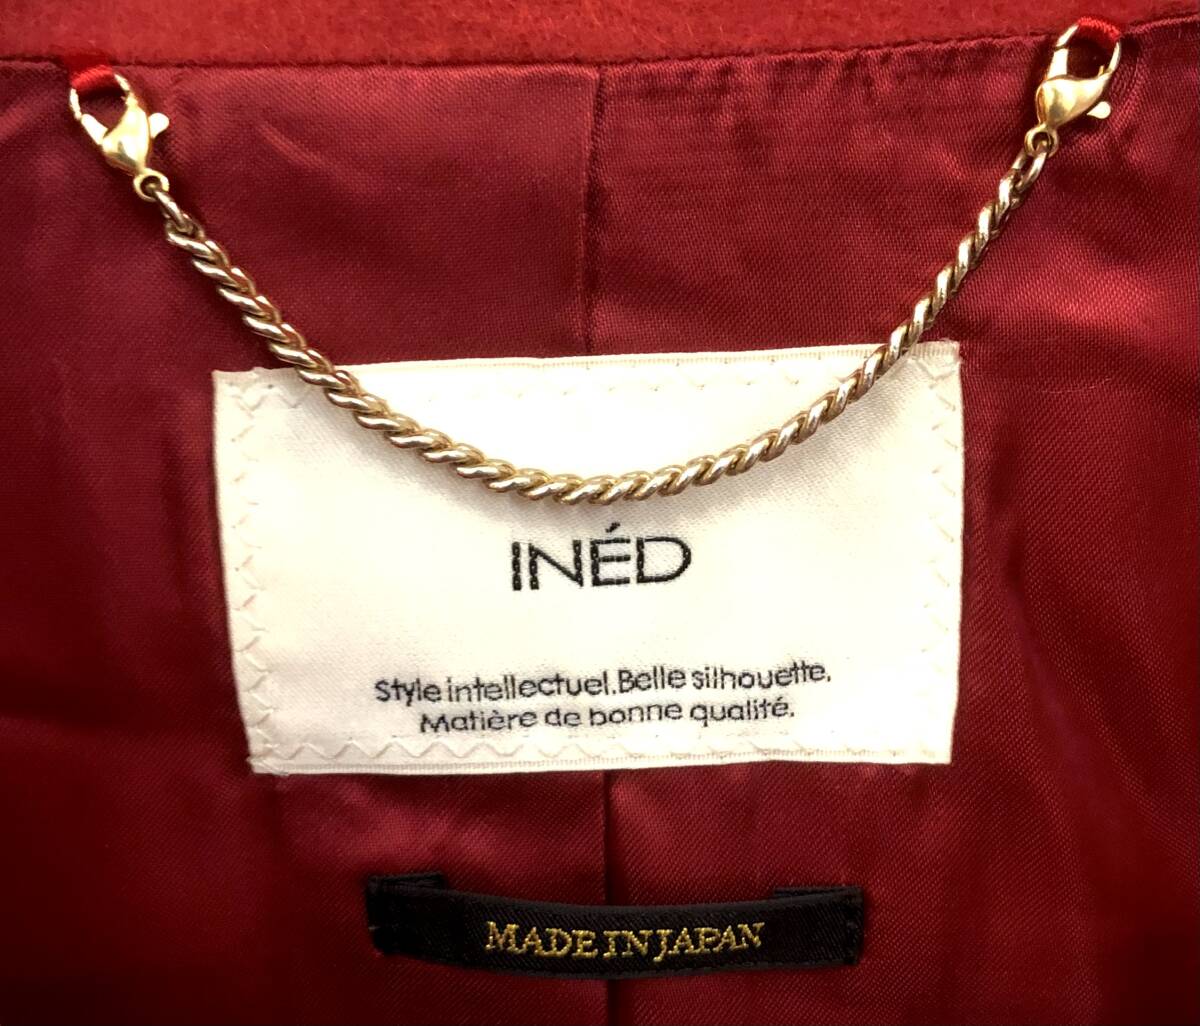 INÉD
Style intellectuel.Belle silhouette.
Matière de bonne qualité.
MADE IN JAPAN